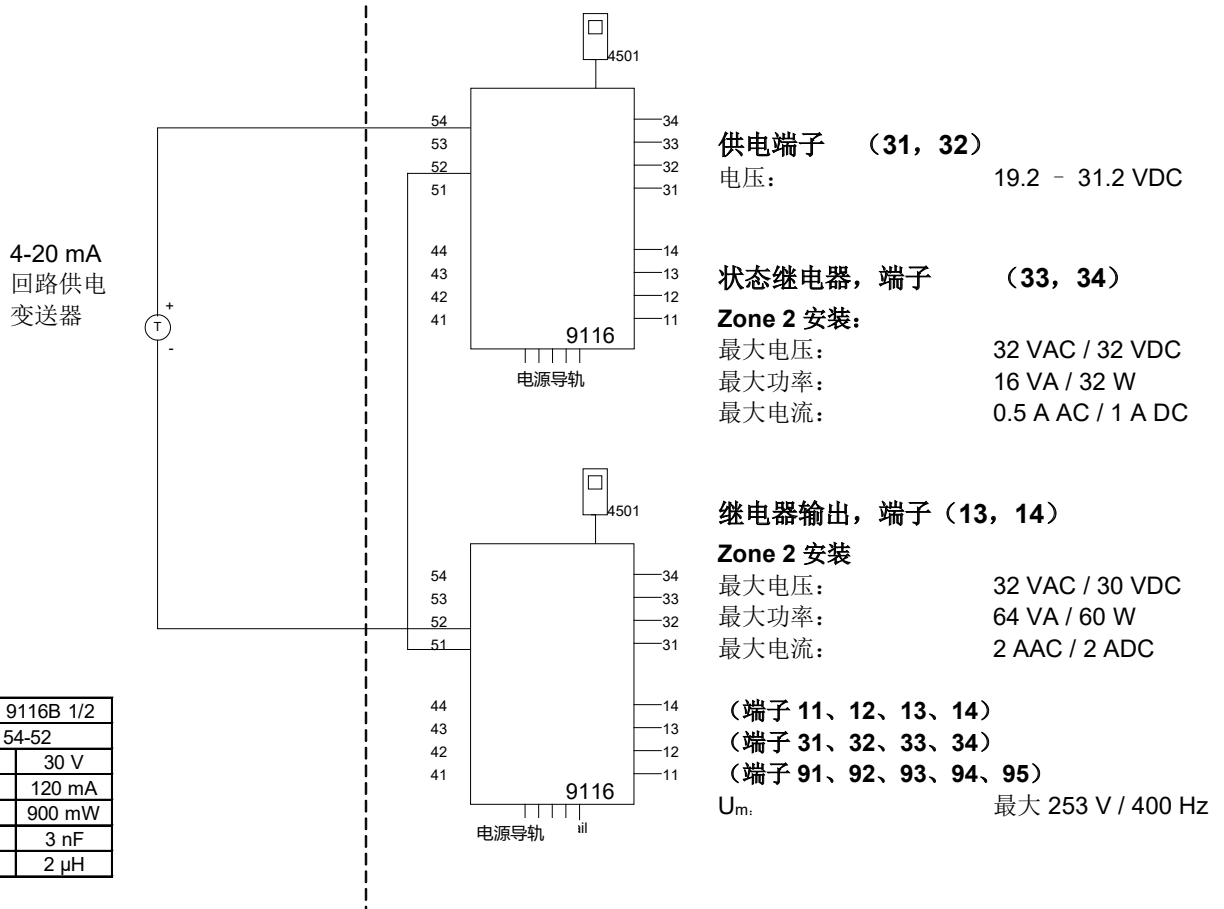 4501
54
53
52
51
44
43
42
41
34
33
32
31
14
13
12
11
9116
电源导轨
4-20 mA
回路供电
变送器
+
T
-
供电端子 （31，32）
电压： 19.2 – 31.2 VDC
状态继电器，端子 （33，34）
Zone 2 安装：
最大电压： 32 VAC / 32 VDC
最大功率： 16 VA / 32 W
最大电流： 0.5 A AC / 1 A DC
4501
54
53
52
51
44
43
42
41
34
33
32
31
14
13
12
11
9116
电源导轨 ail
继电器输出，端子（13，14）
Zone 2 安装
最大电压： 32 VAC / 30 VDC
最大功率： 64 VA / 60 W
最大电流： 2 AAC / 2 ADC
（端子 11、12、13、14）
（端子 31、32、33、34）
（端子 91、92、93、94、95）
Um: 最大 253 V / 400 Hz
9116B 1/2
54-52
30 V
120 mA
900 mW
3 nF
2 μH